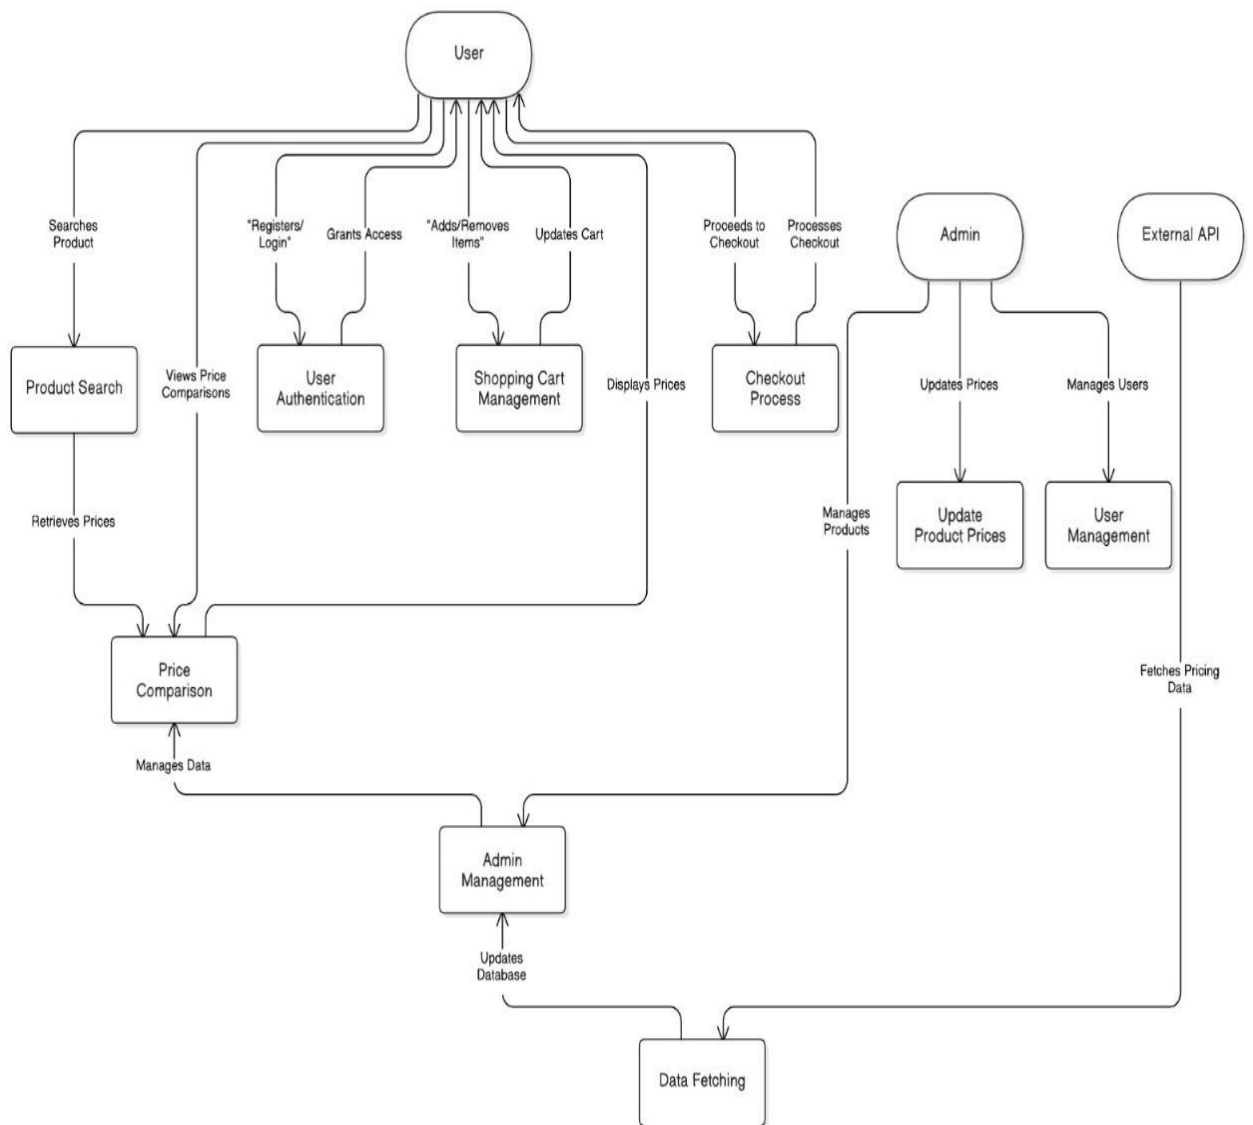 User
Searches
Product
"Registers/
Login"
Grants Access
"Adds/Removes
Items"
Updates Cart
Proceeds to
Checkout
Processes
Checkout
Admin
External API
Product Search
Views Price
Comparisons
User
Authentication
Shopping Cart
Management
Displays Prices
Checkout
Process
Updates Prices
Manages Users
Retrieves Prices
Manages
Products
Update
Product Prices
User
Management
Price
Comparison
Fetches Pricing
Data
Manages Data
Admin
Management
Updates
Database
Data Fetching